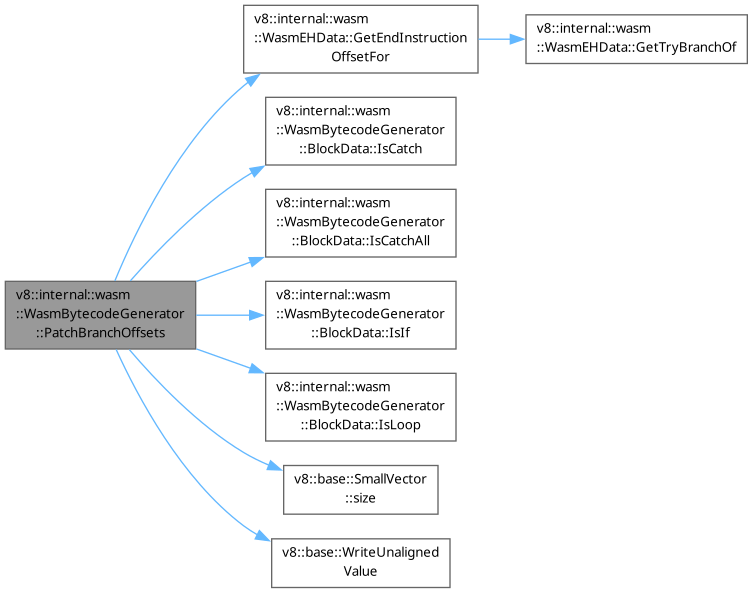 v8::internal::wasm
::WasmEHData::GetEndInstruction
OffsetFor
v8::internal::wasm
::WasmEHData::GetTryBranchOf
v8::internal::wasm
::WasmBytecodeGenerator
::BlockData::IsCatch
v8::internal::wasm
::WasmBytecodeGenerator
::BlockData::IsCatchAll
v8::internal::wasm
::WasmBytecodeGenerator
::PatchBranchOffsets
v8::internal::wasm
::WasmBytecodeGenerator
::BlockData::IsIf
v8::internal::wasm
::WasmBytecodeGenerator
::BlockData::IsLoop
v8::base::SmallVector
::size
v8::base::WriteUnaligned
Value